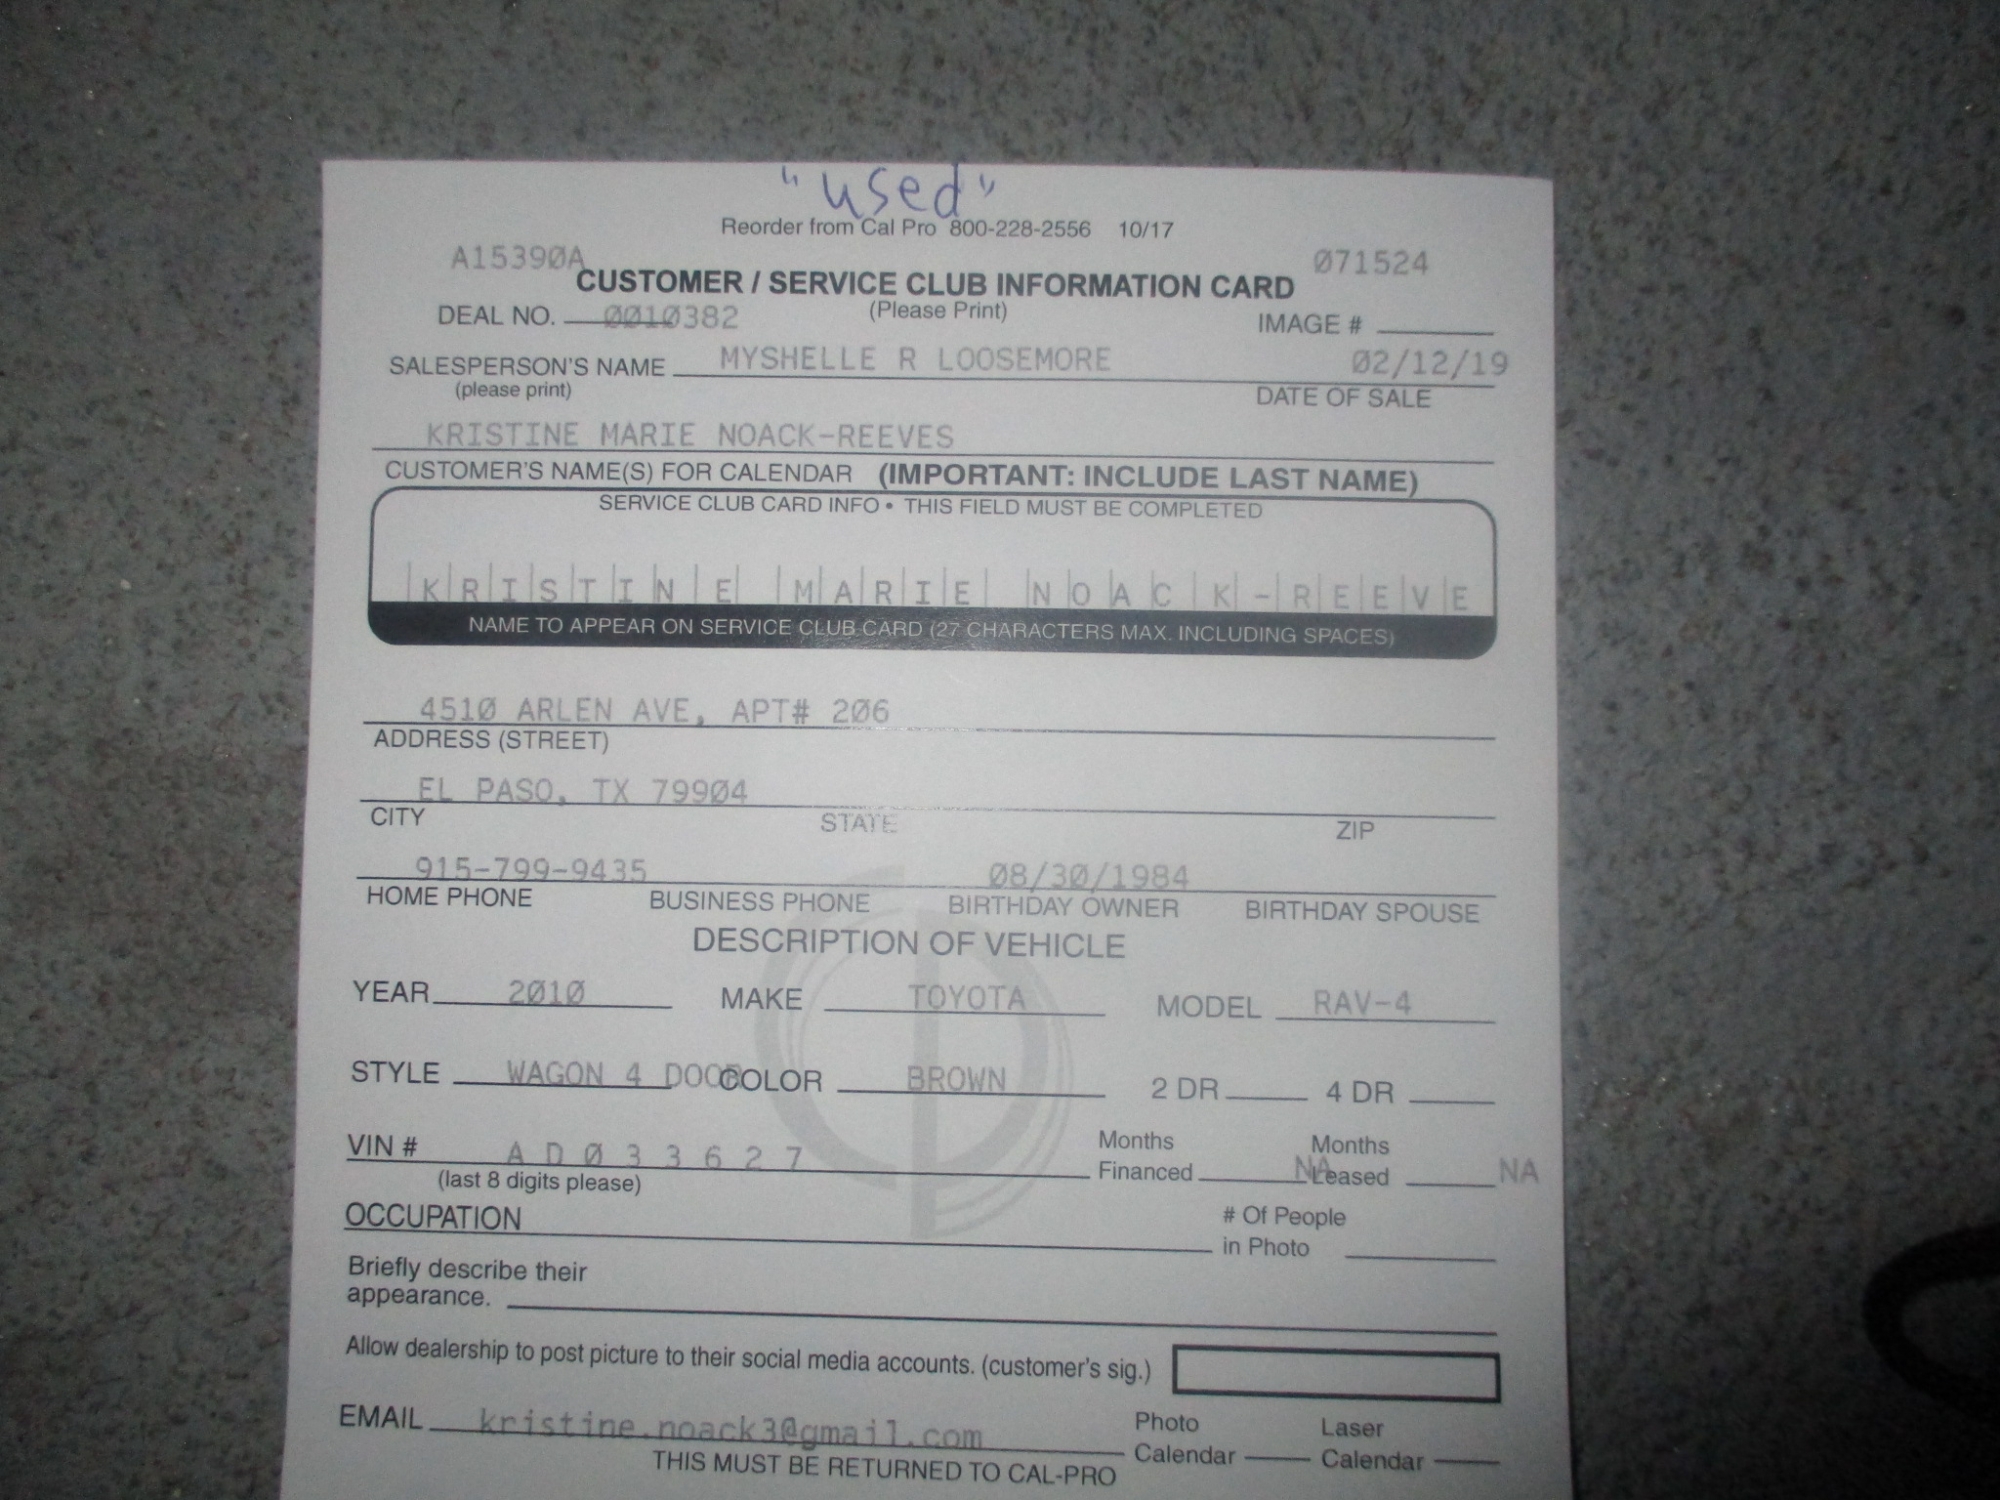 "used"
Reorder from Cal Pro 800-228-2556 10/17
A15390A 071524
CUSTOMER / SERVICE CLUB INFORMATION CARD
(Please Print)
DEAL NO. 0010382 IMAGE #
SALESPERSON'S NAME MYSHELLE R LOOSEMORE 02/12/19
(please print) DATE OF SALE
KRISTINE MARIE NOACK-REEVES
CUSTOMER'S NAME(S) FOR CALENDAR (IMPORTANT: INCLUDE LAST NAME)
SERVICE CLUB CARD INFO • THIS FIELD MUST BE COMPLETED
KRISTINE MARIE NOACK-REEVE
NAME TO APPEAR ON SERVICE CLUB CARD (27 CHARACTERS MAX. INCLUDING SPACES)
4510 ARLEN AVE, APT# 206
ADDRESS (STREET)
EL PASO, TX 79904
CITY STATE ZIP
915-799-9435 08/30/1984
HOME PHONE BUSINESS PHONE BIRTHDAY OWNER BIRTHDAY SPOUSE
DESCRIPTION OF VEHICLE
YEAR 2010 MAKE TOYOTA MODEL RAV-4
STYLE WAGON 4 DOOR COLOR BROWN 2 DR 4 DR
VIN # AD033627 Months Financed NA Months Leased NA
(last 8 digits please)
OCCUPATION # Of People in Photo
Briefly describe their
appearance.
Allow dealership to post picture to their social media accounts. (customer's sig.)
EMAIL kristine.noack3@gmail.com Photo Calendar Laser Calendar
THIS MUST BE RETURNED TO CAL-PRO